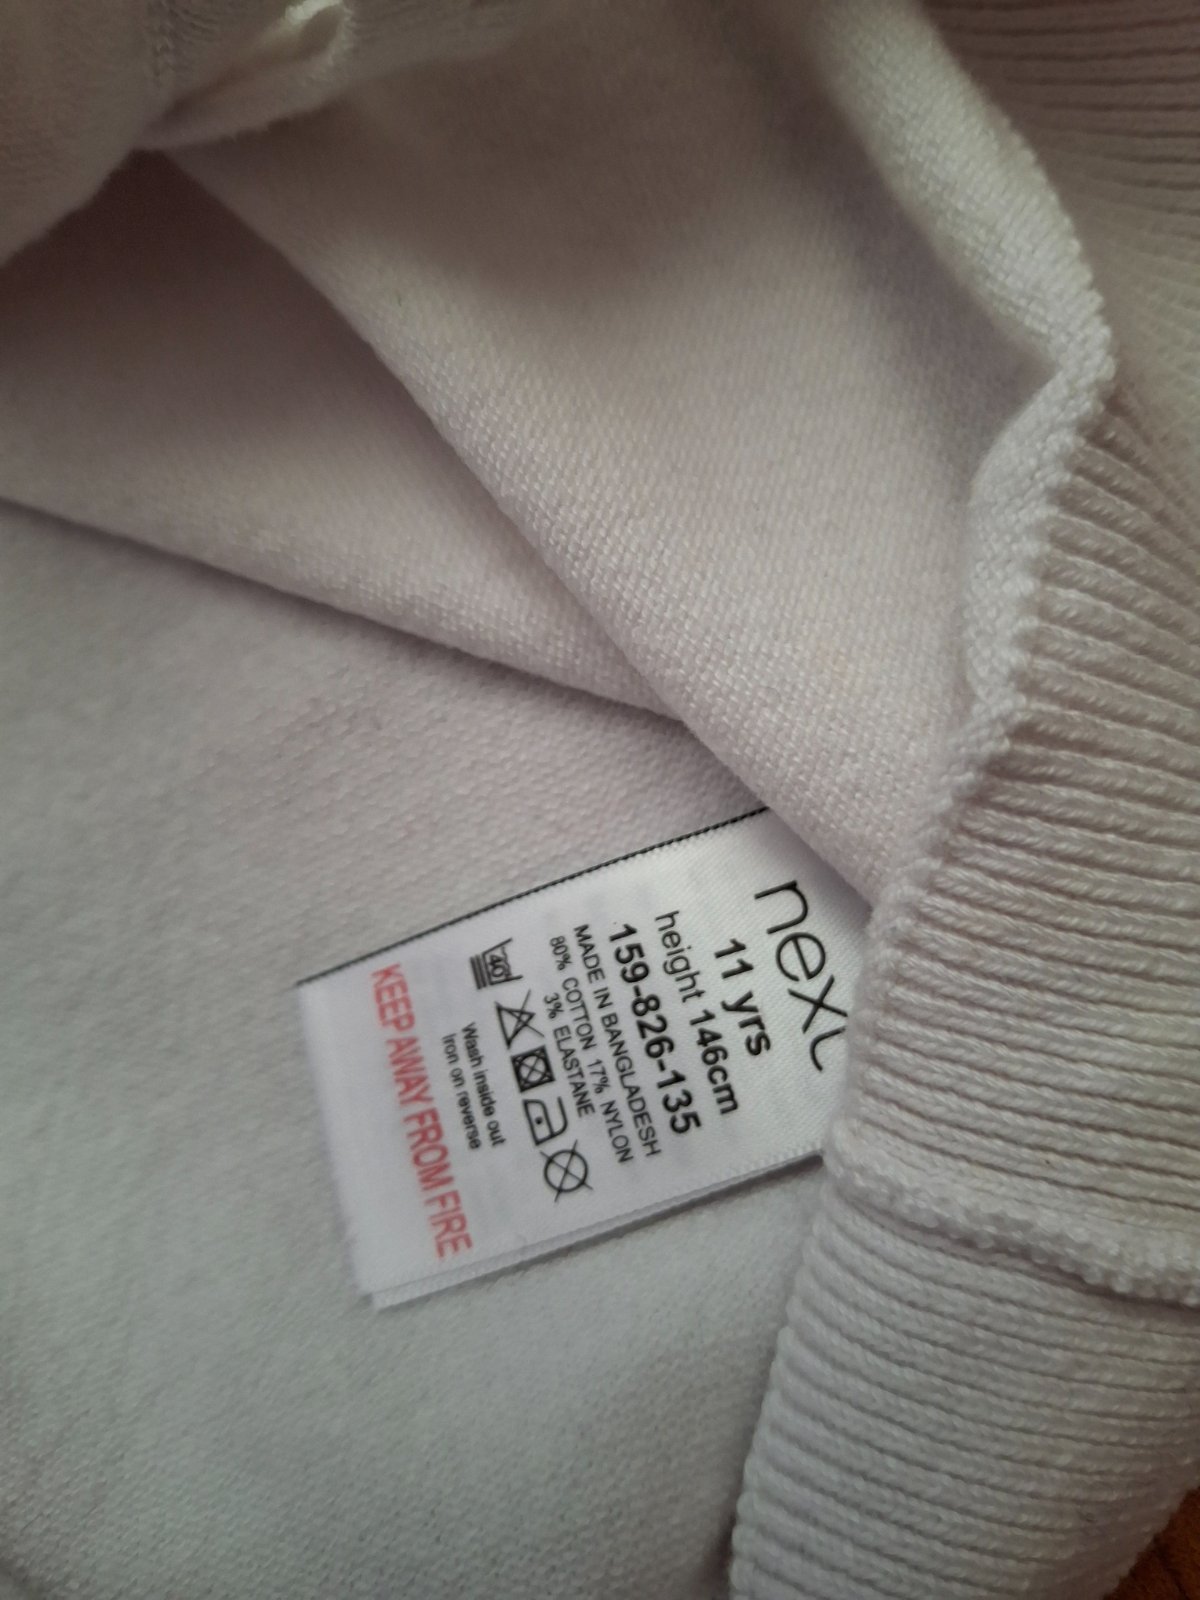 next
11 yrs
height 146cm
159-826-135
MADE IN BANGLADESH
80% COTTON 17% NYLON
3% ELASTANE
40
Wash inside out
Iron on reverse
KEEP AWAY FROM FIRE